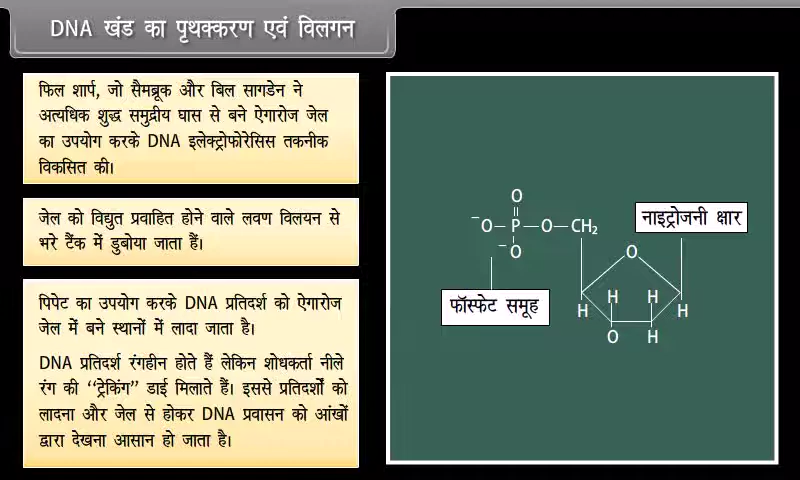 DNA खंड का पृथक्करण एवं विलगन
फिल शार्प, जो सैमब्रूक और बिल सागडेन ने
अत्यधिक शुद्ध समुद्रीय घास से बने ऐगारोज जेल
का उपयोग करके DNA इलेक्ट्रोफोरेसिस तकनीक
विकसित की।
जेल को विद्युत प्रवाहित होने वाले लवण विलयन से
भरे टैंक में डुबोया जाता हैं।
पिपेट का उपयोग करके DNA प्रतिदर्श को ऐगारोज
जेल में बने स्थानों में लादा जाता है।
DNA प्रतिदर्श रंगहीन होते हैं लेकिन शोधकर्ता नीले
रंग की “ट्रेकिंग” डाई मिलाते हैं। इससे प्रतिदर्शों को
लादना और जेल से होकर DNA प्रवासन को आंखों
द्वारा देखना आसान हो जाता है।
O
⁻O–P–O–CH₂
⁻O
नाइट्रोजनी क्षार
O
फॉस्फेट समूह
H H H H
O H